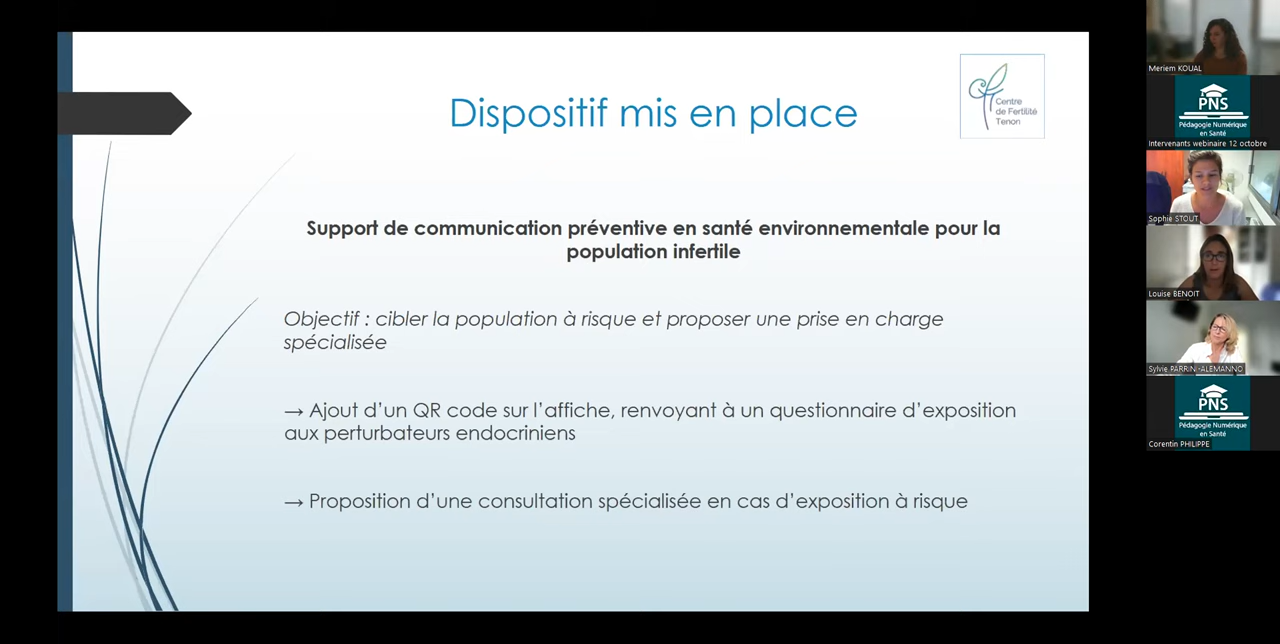 Dispositif mis en place
Centre
de Fertilité
Tenon
Support de communication préventive en santé environnementale pour la
population infertile
Objectif : cibler la population à risque et proposer une prise en charge
spécialisée
→ Ajout d’un QR code sur l’affiche, renvoyant à un questionnaire d’exposition
aux perturbateurs endocriniens
→ Proposition d’une consultation spécialisée en cas d’exposition à risque
Meriem KOUAL
PNS
Pédagogie Numérique
en Santé
Intervenants webinaire 12 octobre
Sophie STOUT
Louise BENOIT
Sylvie PARRINI-ALEMANNO
PNS
Pédagogie Numérique
en Santé
Corentin PHILIPPE